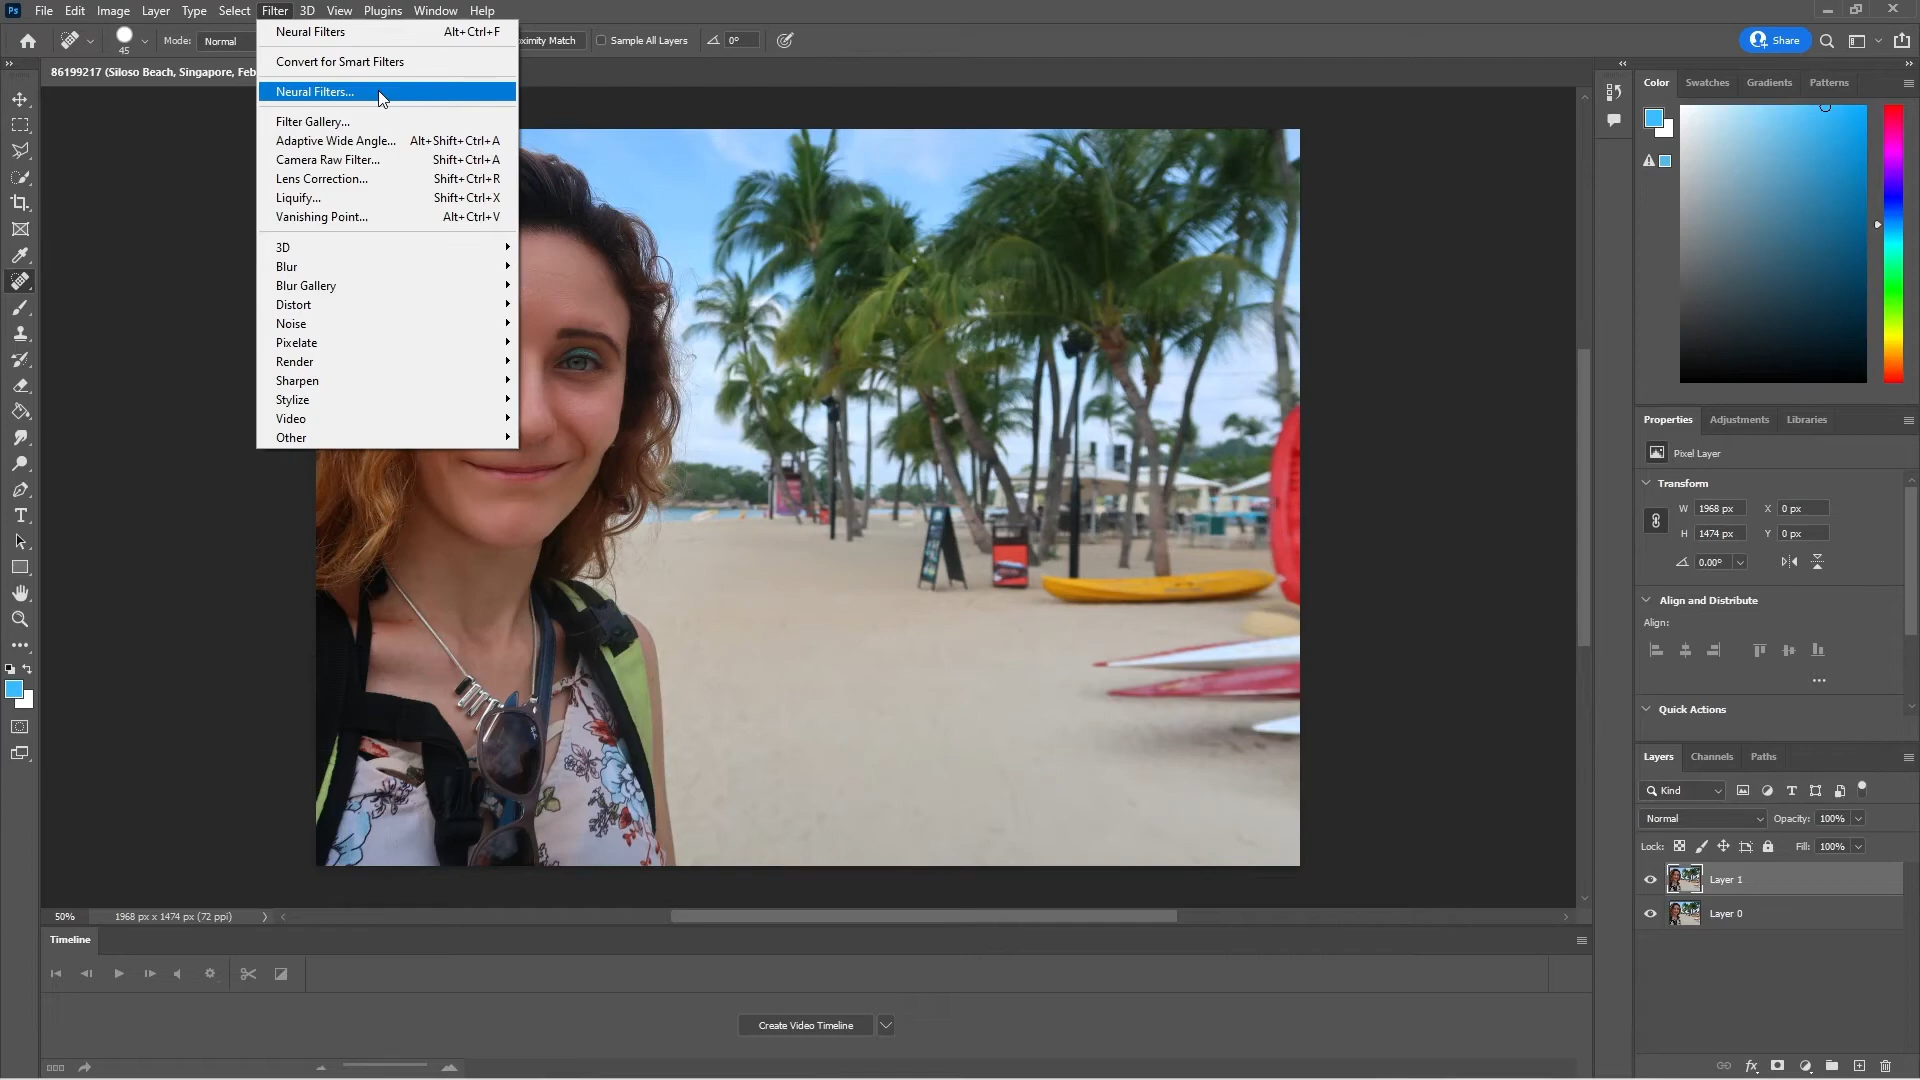 Ps File Edit Image Layer Type Select Filter 3D View Plugins Window Help
45 Mode: Normal
oximity Match Sample All Layers 0° Share
86199217 (Siloso Beach, Singapore, Feb
Neural Filters Alt+Ctrl+F
Convert for Smart Filters
Neural Filters...
Filter Gallery...
Adaptive Wide Angle... Alt+Shift+Ctrl+A
Camera Raw Filter... Shift+Ctrl+A
Lens Correction... Shift+Ctrl+R
Liquify... Shift+Ctrl+X
Vanishing Point... Alt+Ctrl+V
3D
Blur
Blur Gallery
Distort
Noise
Pixelate
Render
Sharpen
Stylize
Video
Other
Color Swatches Gradients Patterns
Properties Adjustments Libraries
Pixel Layer
Transform
W 1968 px X 0 px
H 1474 px Y 0 px
0.00°
Align and Distribute
Align:
Quick Actions
Layers Channels Paths
Kind
Normal Opacity: 100%
Lock: Fill: 100%
Layer 1
Layer 0
50% 1968 px x 1474 px (72 ppi)
Timeline
Create Video Timeline
fx